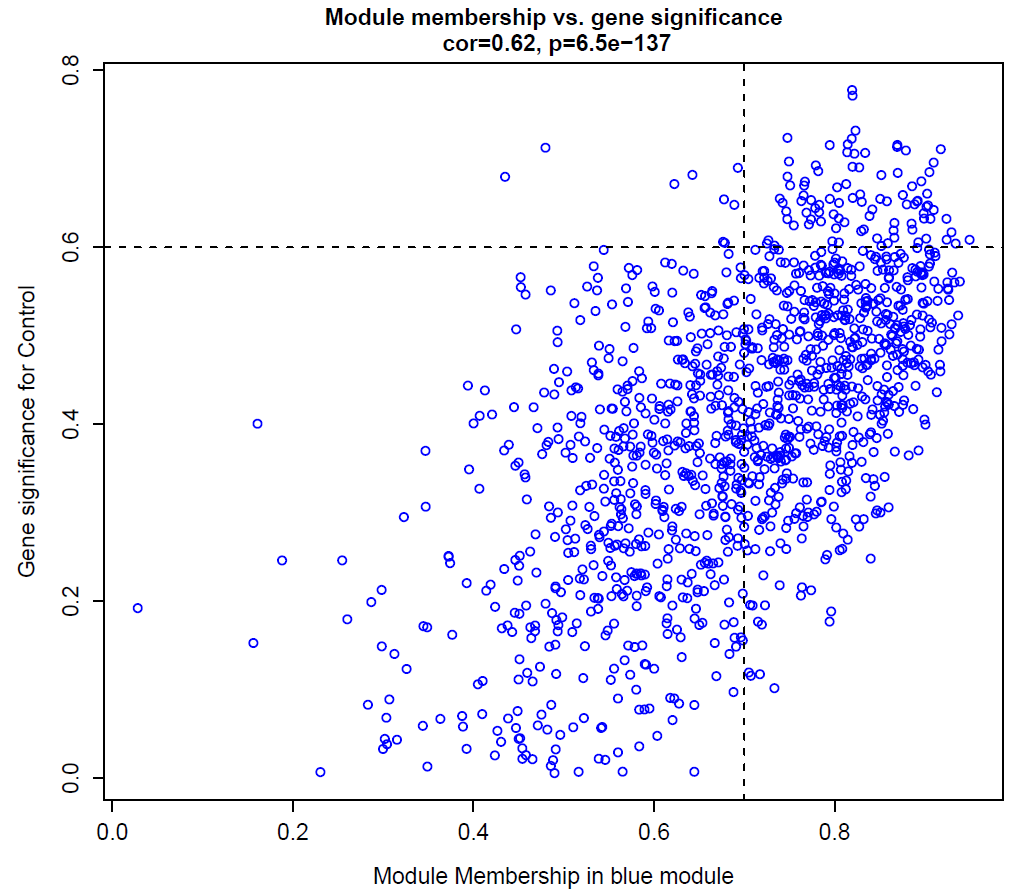 Module membership vs. gene significance
cor=0.62, p=6.5e−137
Gene significance for Control
0.8
0.6
0.4
0.2
0.0
0.0 0.2 0.4 0.6 0.8
Module Membership in blue module